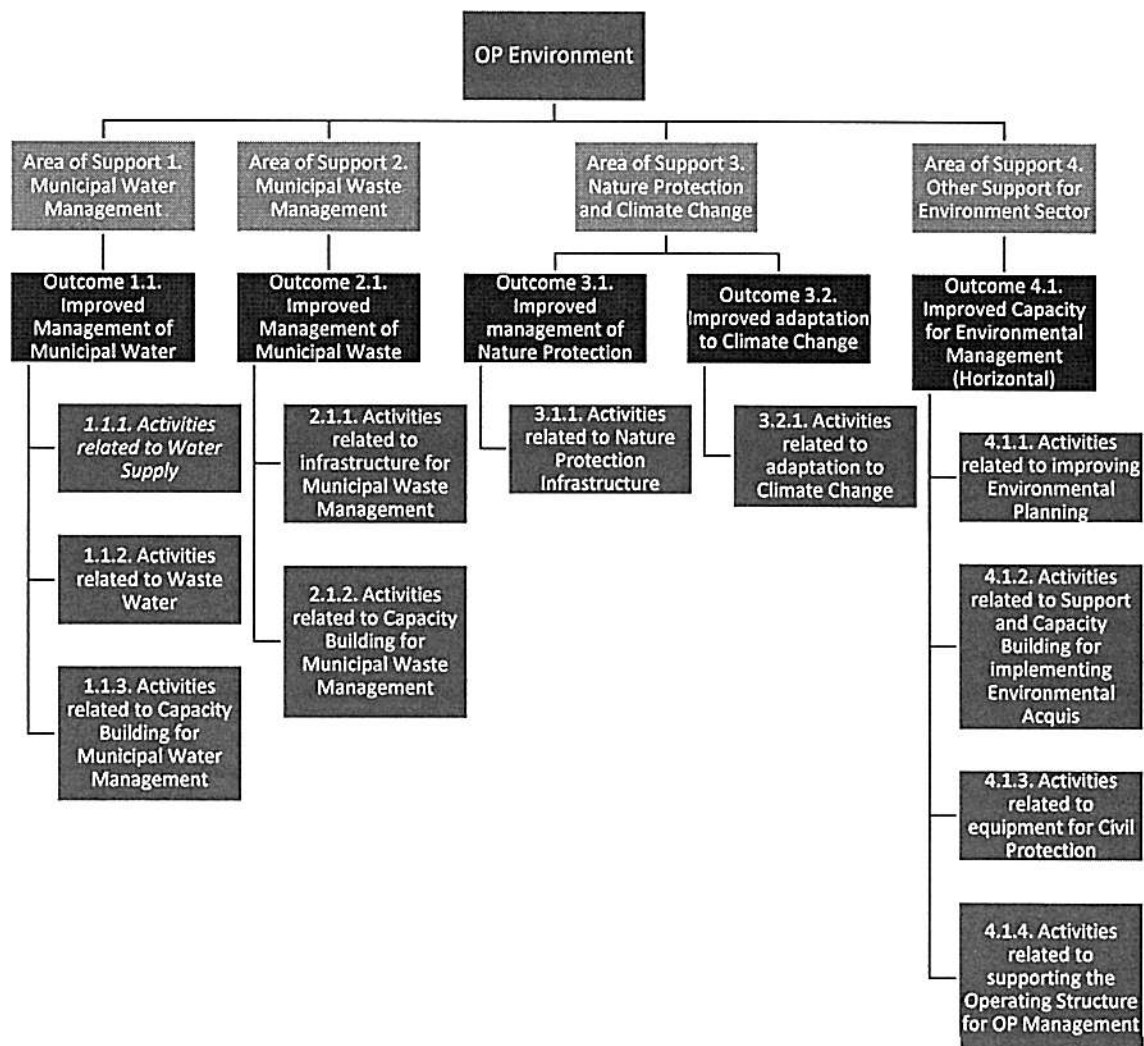 OP Environment
Area of Support 1.
Municipal Water
Management
Area of Support 2.
Municipal Waste
Management
Area of Support 3.
Nature Protection
and Climate Change
Area of Support 4.
Other Support for
Environment Sector
Outcome 1.1.
Improved
Management of
Municipal Water
Outcome 2.1.
Improved
Management of
Municipal Waste
Outcome 3.1.
Improved
management of
Nature Protection
Outcome 3.2.
Improved adaptation
to Climate Change
Outcome 4.1.
Improved Capacity
for Environmental
Management
(Horizontal)
1.1.1. Activities
related to Water
Supply
1.1.2. Activities
related to Waste
Water
1.1.3. Activities
related to Capacity
Building for
Municipal Water
Management
2.1.1. Activities
related to
infrastructure for
Municipal Waste
Management
2.1.2. Activities
related to Capacity
Building for
Municipal Waste
Management
3.1.1. Activities
related to Nature
Protection
Infrastructure
3.2.1. Activities
related to
adaptation to
Climate Change
4.1.1. Activities
related to improving
Environmental
Planning
4.1.2. Activities
related to Support
and Capacity
Building for
implementing
Environmental
Acquis
4.1.3. Activities
related to
equipment for Civil
Protection
4.1.4. Activities
related to
supporting the
Operating Structure
for OP Management